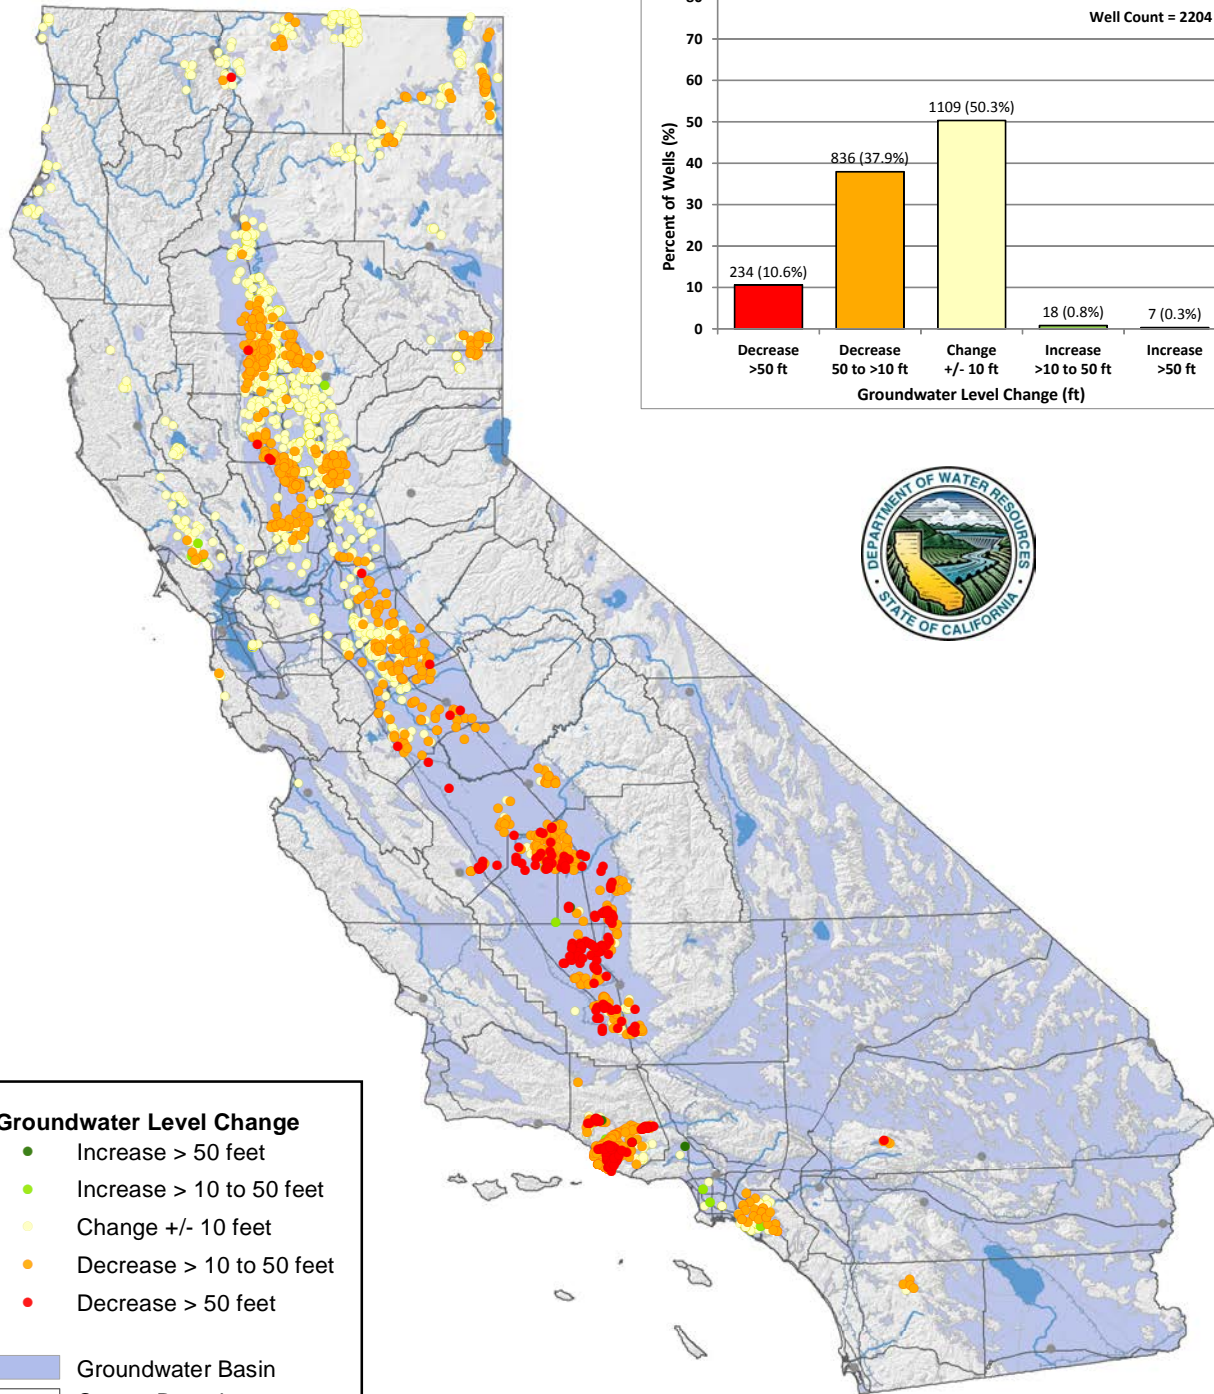 80
Well Count = 2204
70
60
50
40
30
20
10
0
Percent of Wells (%)
234 (10.6%)
836 (37.9%)
1109 (50.3%)
18 (0.8%)
7 (0.3%)
Decrease
>50 ft
Decrease
50 to >10 ft
Change
+/- 10 ft
Increase
>10 to 50 ft
Increase
>50 ft
Groundwater Level Change (ft)
DEPARTMENT OF WATER RESOURCES
STATE OF CALIFORNIA
Groundwater Level Change
Increase > 50 feet
Increase > 10 to 50 feet
Change +/- 10 feet
Decrease > 10 to 50 feet
Decrease > 50 feet
Groundwater Basin